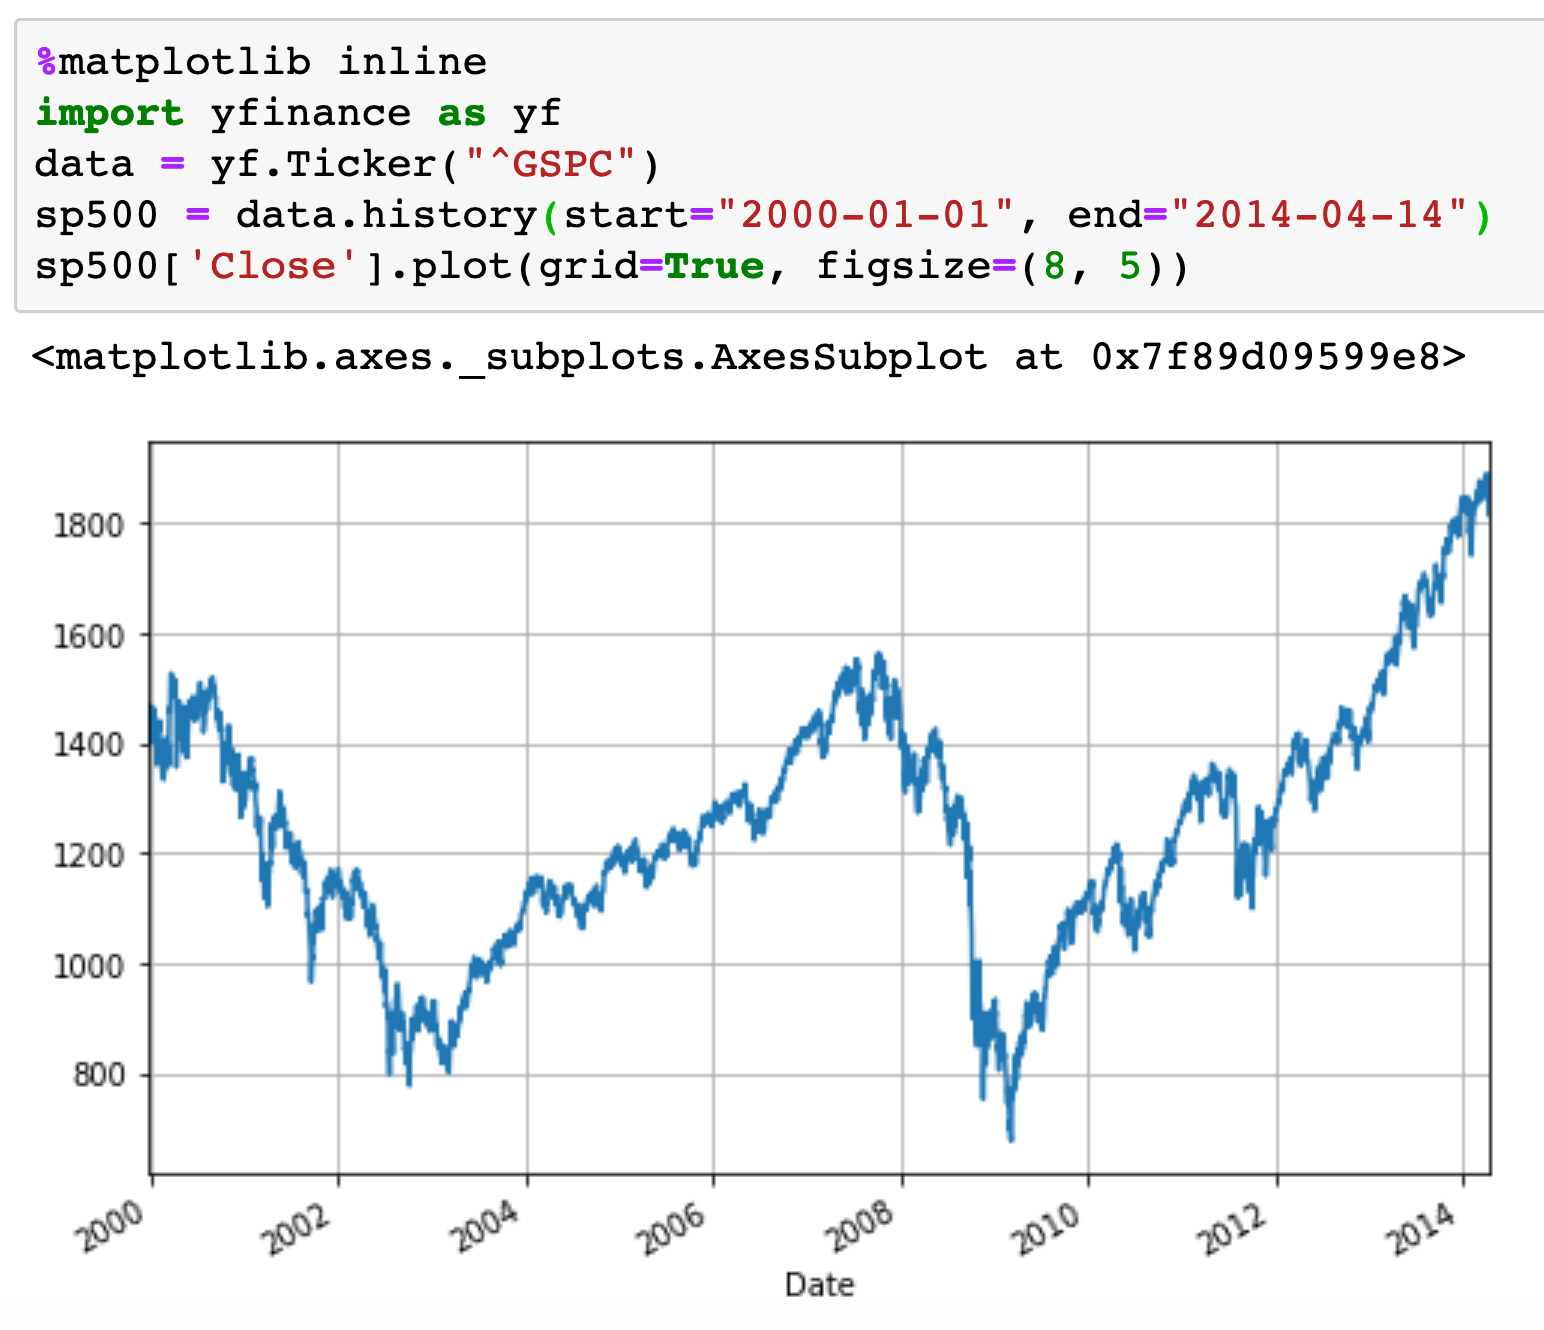 %matplotlib inline
import yfinance as yf
data = yf.Ticker("^GSPC")
sp500 = data.history(start="2000-01-01", end="2014-04-14")
sp500['Close'].plot(grid=True, figsize=(8, 5))
<matplotlib.axes._subplots.AxesSubplot at 0x7f89d09599e8>
1800
1600
1400
1200
1000
800
2000 2002 2004 2006 2008 2010 2012 2014
Date